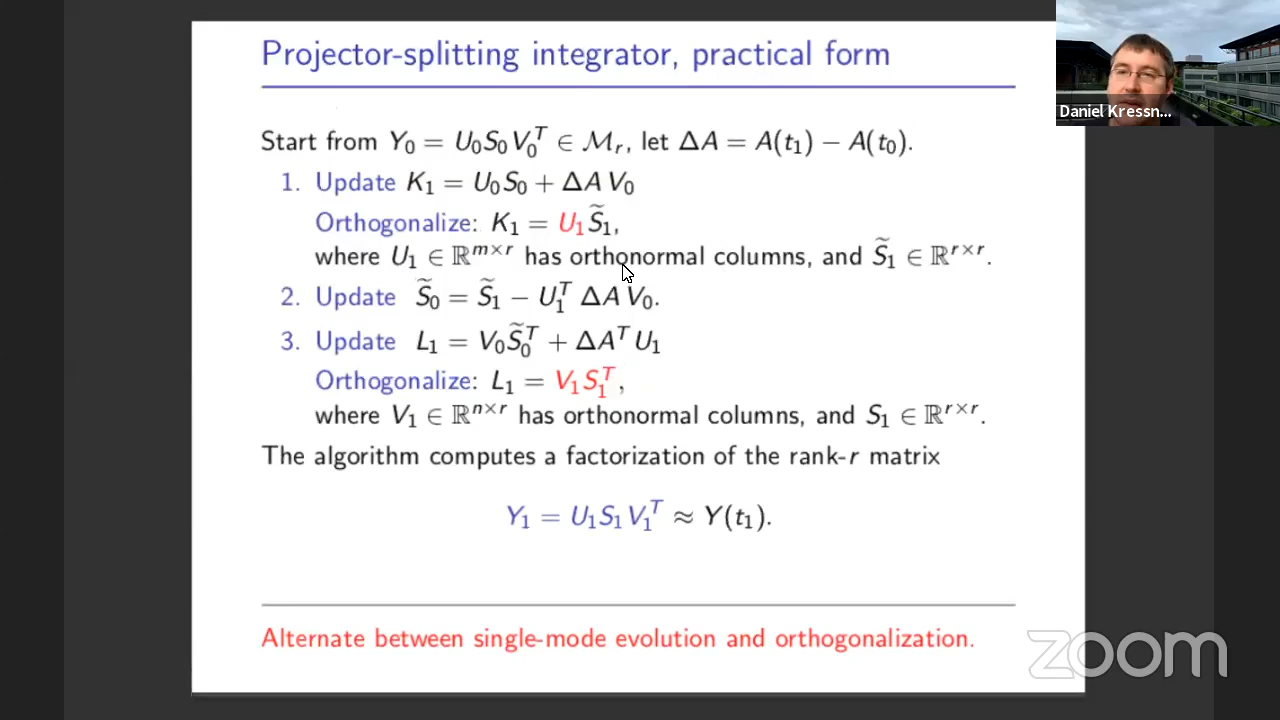 Projector-splitting integrator, practical form
Daniel Kressn...
Start from Y₀ = U₀S₀V₀ᵀ ∈ ℳᵣ, let ΔA = A(t₁) − A(t₀).
1. Update K₁ = U₀S₀ + ΔA V₀
Orthogonalize: K₁ = U₁S̃₁,
where U₁ ∈ ℝᵐˣʳ has orthonormal columns, and S̃₁ ∈ ℝʳˣʳ.
2. Update S̃₀ = S̃₁ − U₁ᵀ ΔA V₀.
3. Update L₁ = V₀S̃₀ᵀ + ΔAᵀ U₁
Orthogonalize: L₁ = V₁S₁ᵀ,
where V₁ ∈ ℝⁿˣʳ has orthonormal columns, and S₁ ∈ ℝʳˣʳ.
The algorithm computes a factorization of the rank-r matrix
Y₁ = U₁S₁V₁ᵀ ≈ Y(t₁).
Alternate between single-mode evolution and orthogonalization.
zoom